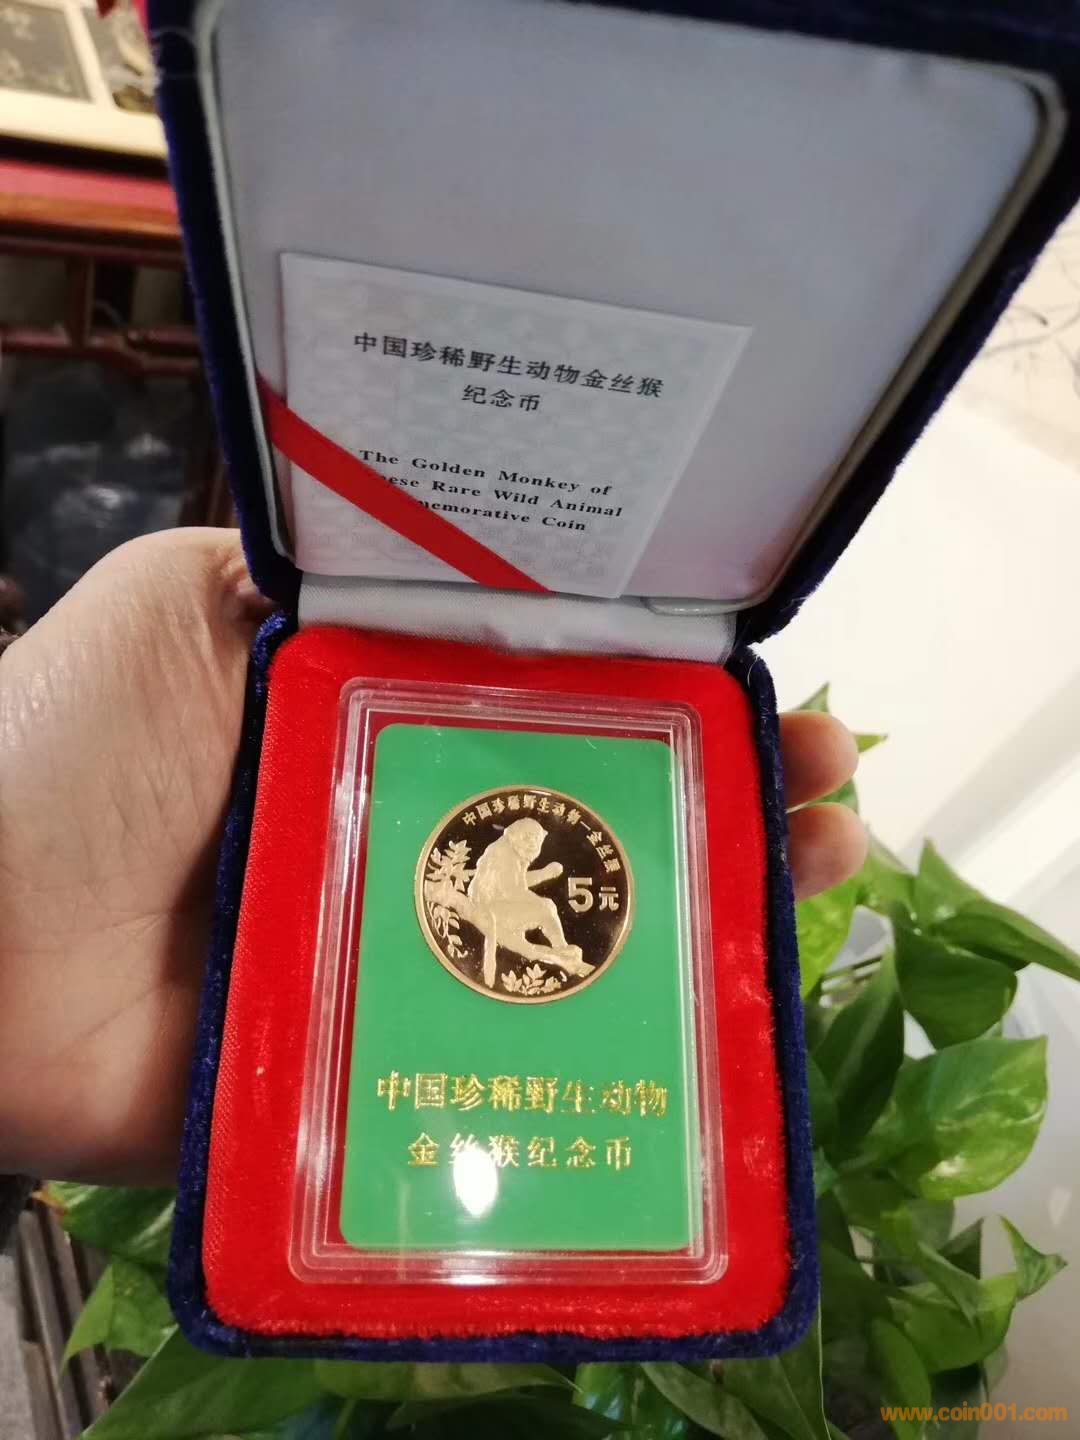 中国珍稀野生动物金丝猴
纪念币
The Golden Monkey of
Rare Wild Animal
Coin
中国珍稀野生动物-金丝猴
5元
中国珍稀野生动物
金丝猴纪念币
www.coin001.com